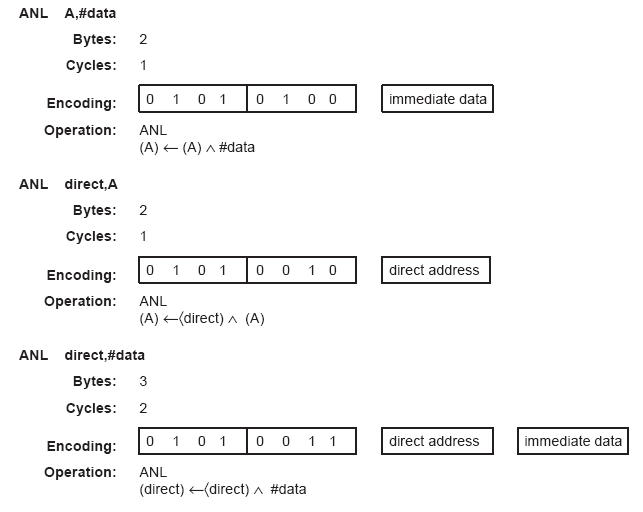 ANL A,#data
Bytes: 2
Cycles: 1
Encoding: 0 1 0 1 0 1 0 0 immediate data
Operation: ANL
(A) ← (A) ∧ #data
ANL direct,A
Bytes: 2
Cycles: 1
Encoding: 0 1 0 1 0 0 1 0 direct address
Operation: ANL
(A) ←(direct) ∧ (A)
ANL direct,#data
Bytes: 3
Cycles: 2
Encoding: 0 1 0 1 0 0 1 1 direct address immediate data
Operation: ANL
(direct) ←(direct) ∧ #data